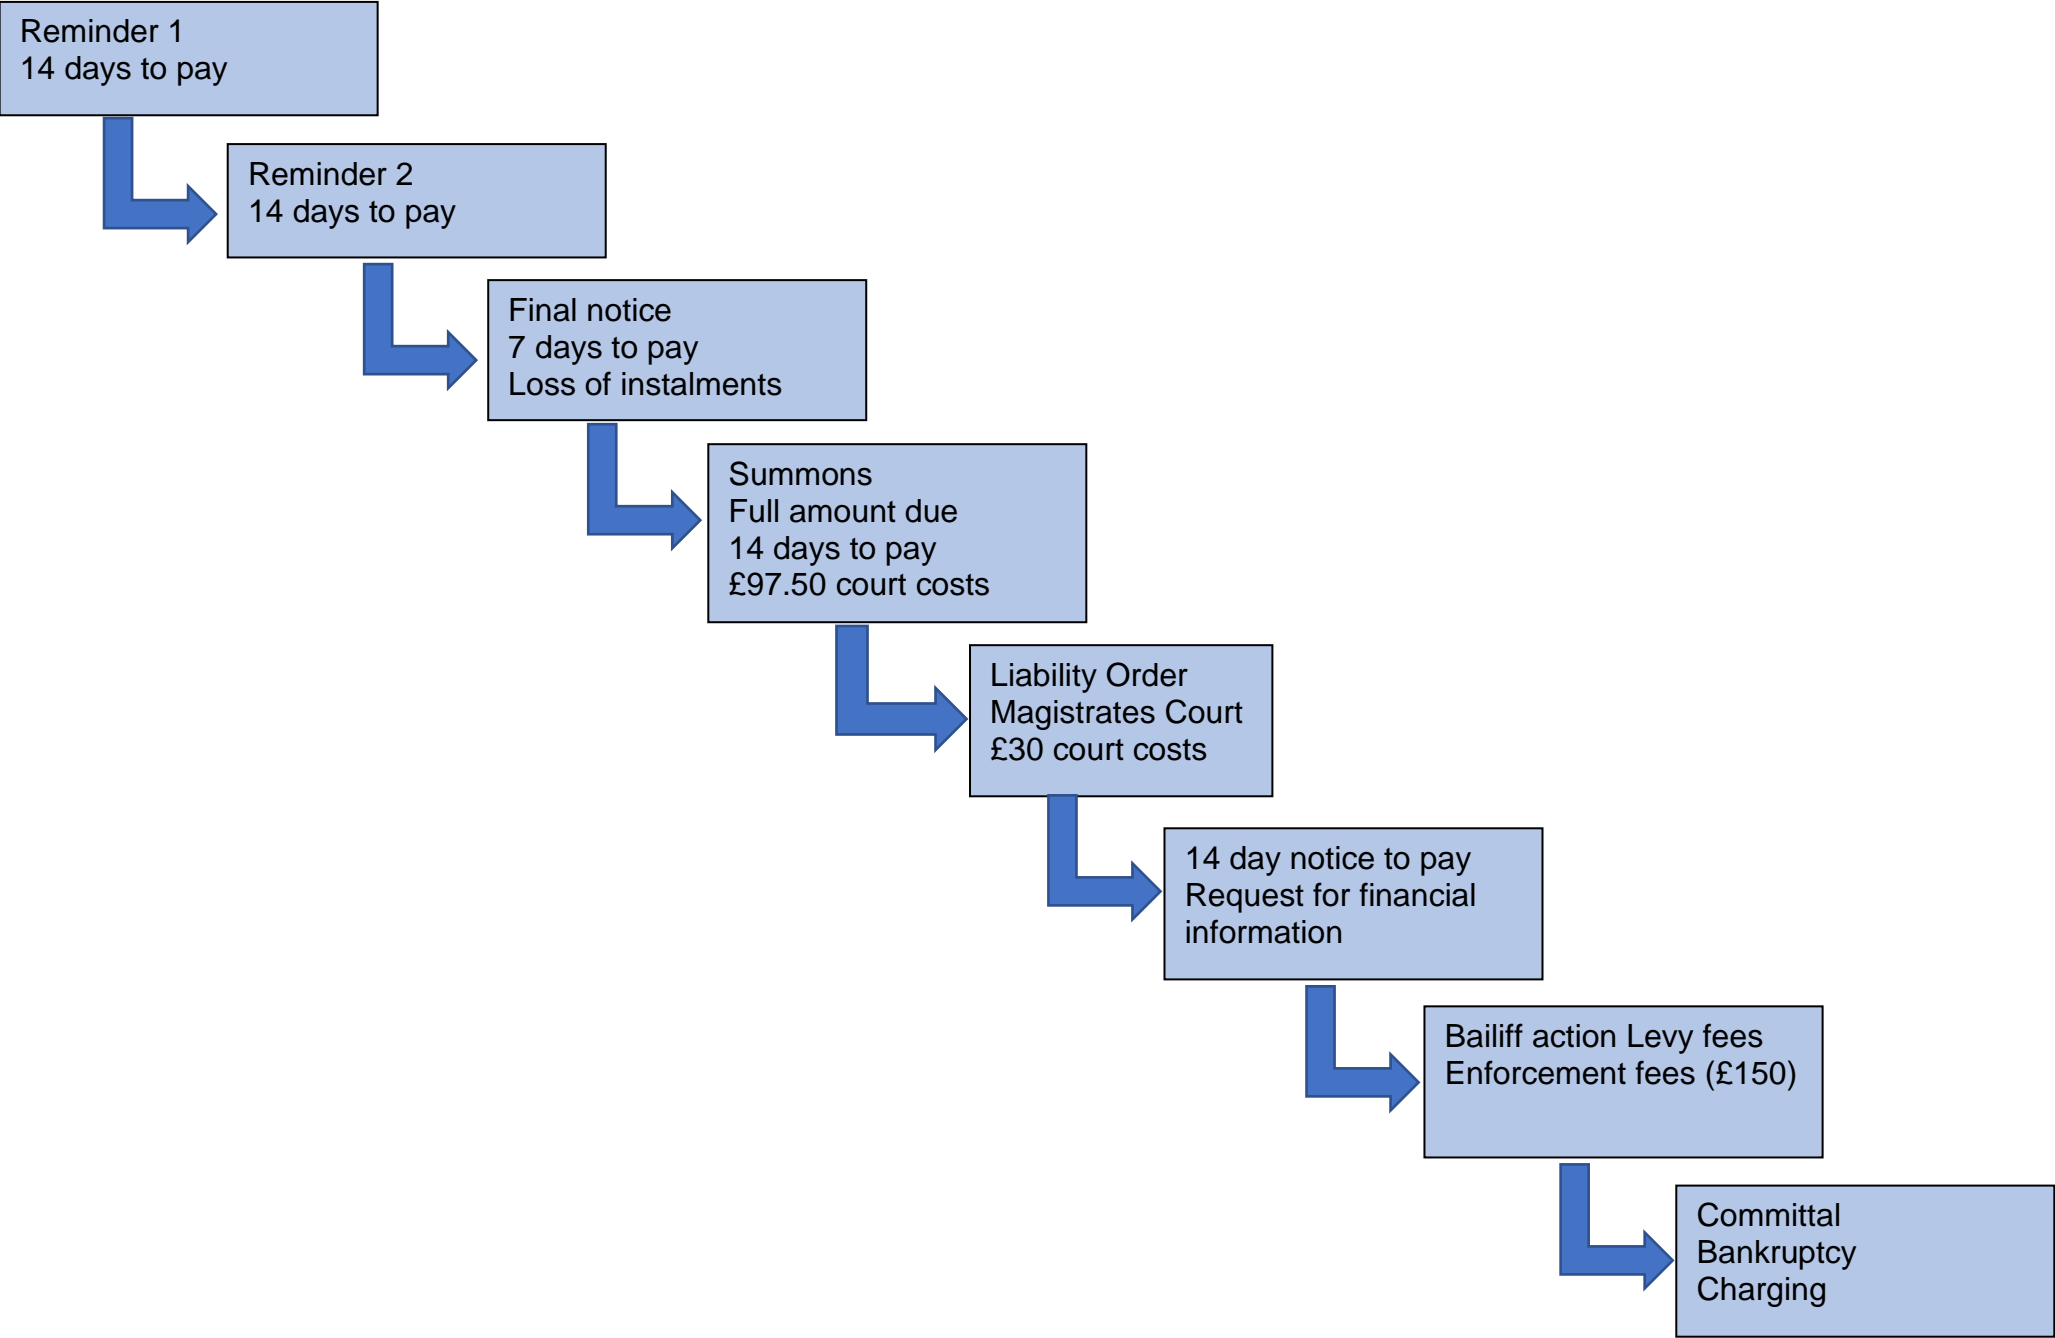 Reminder 1
14 days to pay
Reminder 2
14 days to pay
Final notice
7 days to pay
Loss of instalments
Summons
Full amount due
14 days to pay
£97.50 court costs
Liability Order
Magistrates Court
£30 court costs
14 day notice to pay
Request for financial
information
Bailiff action Levy fees
Enforcement fees (£150)
Committal
Bankruptcy
Charging